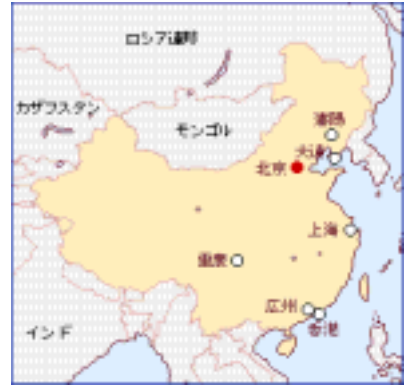 ロシア連邦
カザフスタン
モンゴル
瀋陽
大連
北京
上海
重慶
広州
香港
インド